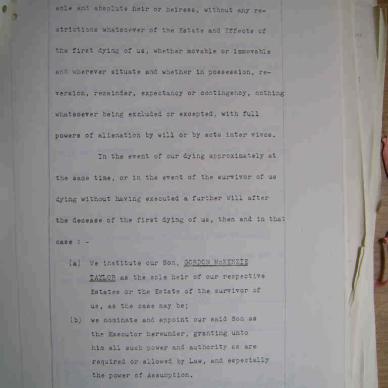 sole and absolute heir or heiress, without any re-
strictions whatsoever of the Estate and Effects of
the first dying of us, whether movable or immovable
and wherever situate and whether in possession, re-
version, remainder, expectancy or contingency, nothing
whatsoever being excluded or excepted, with full
powers of alienation by will or by acts inter vivos.
In the event of our dying approximately at
the same time, or in the event of the survivor of us
dying without having executed a further Will after
the decease of the first dying of us, then and in that
case : -
(a) We institute our Son, GORDON McKENZIE
TAYLOR as the sole heir of our respective
Estates or the Estate of the survivor of
us, as the case may be;
(b) we nominate and appoint our said Son as
the Executor hereunder, granting unto
him all such power and authority as are
required or allowed by Law, and especially
the power of Assumption.